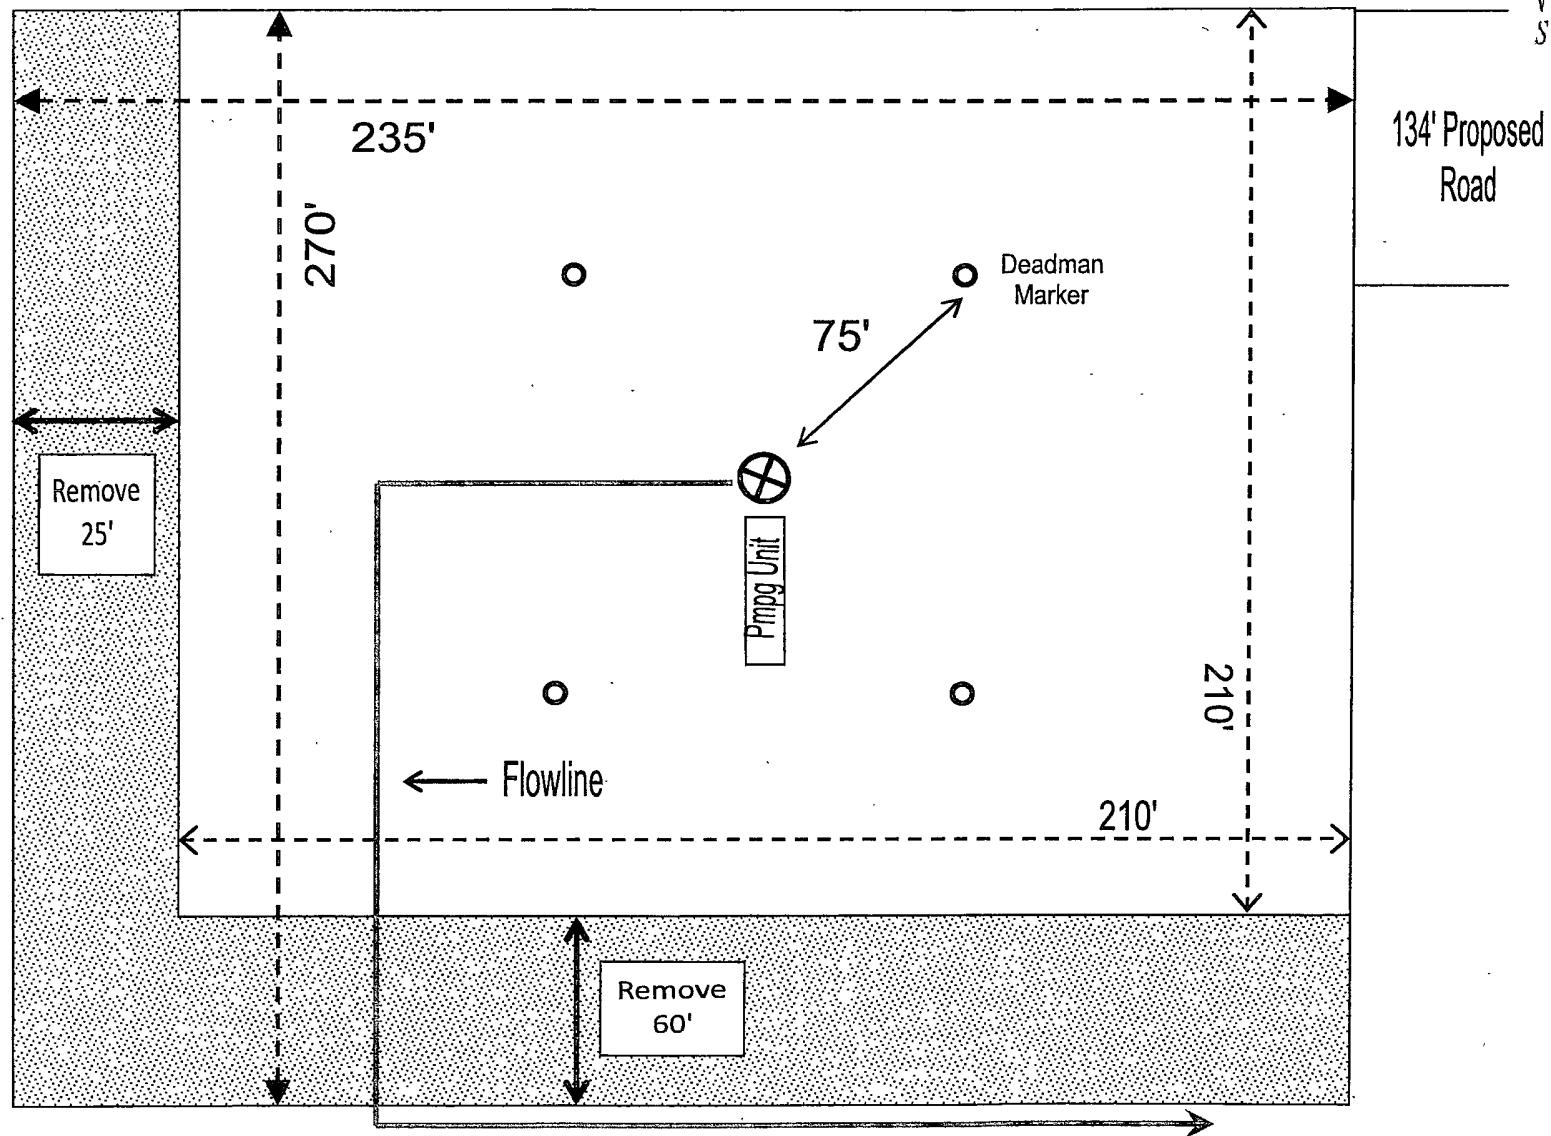 S
235'
134' Proposed
Road
270'
Deadman
Marker
75'
Remove
25'
Pmpg Unit
210'
Flowline
210'
Remove
60'